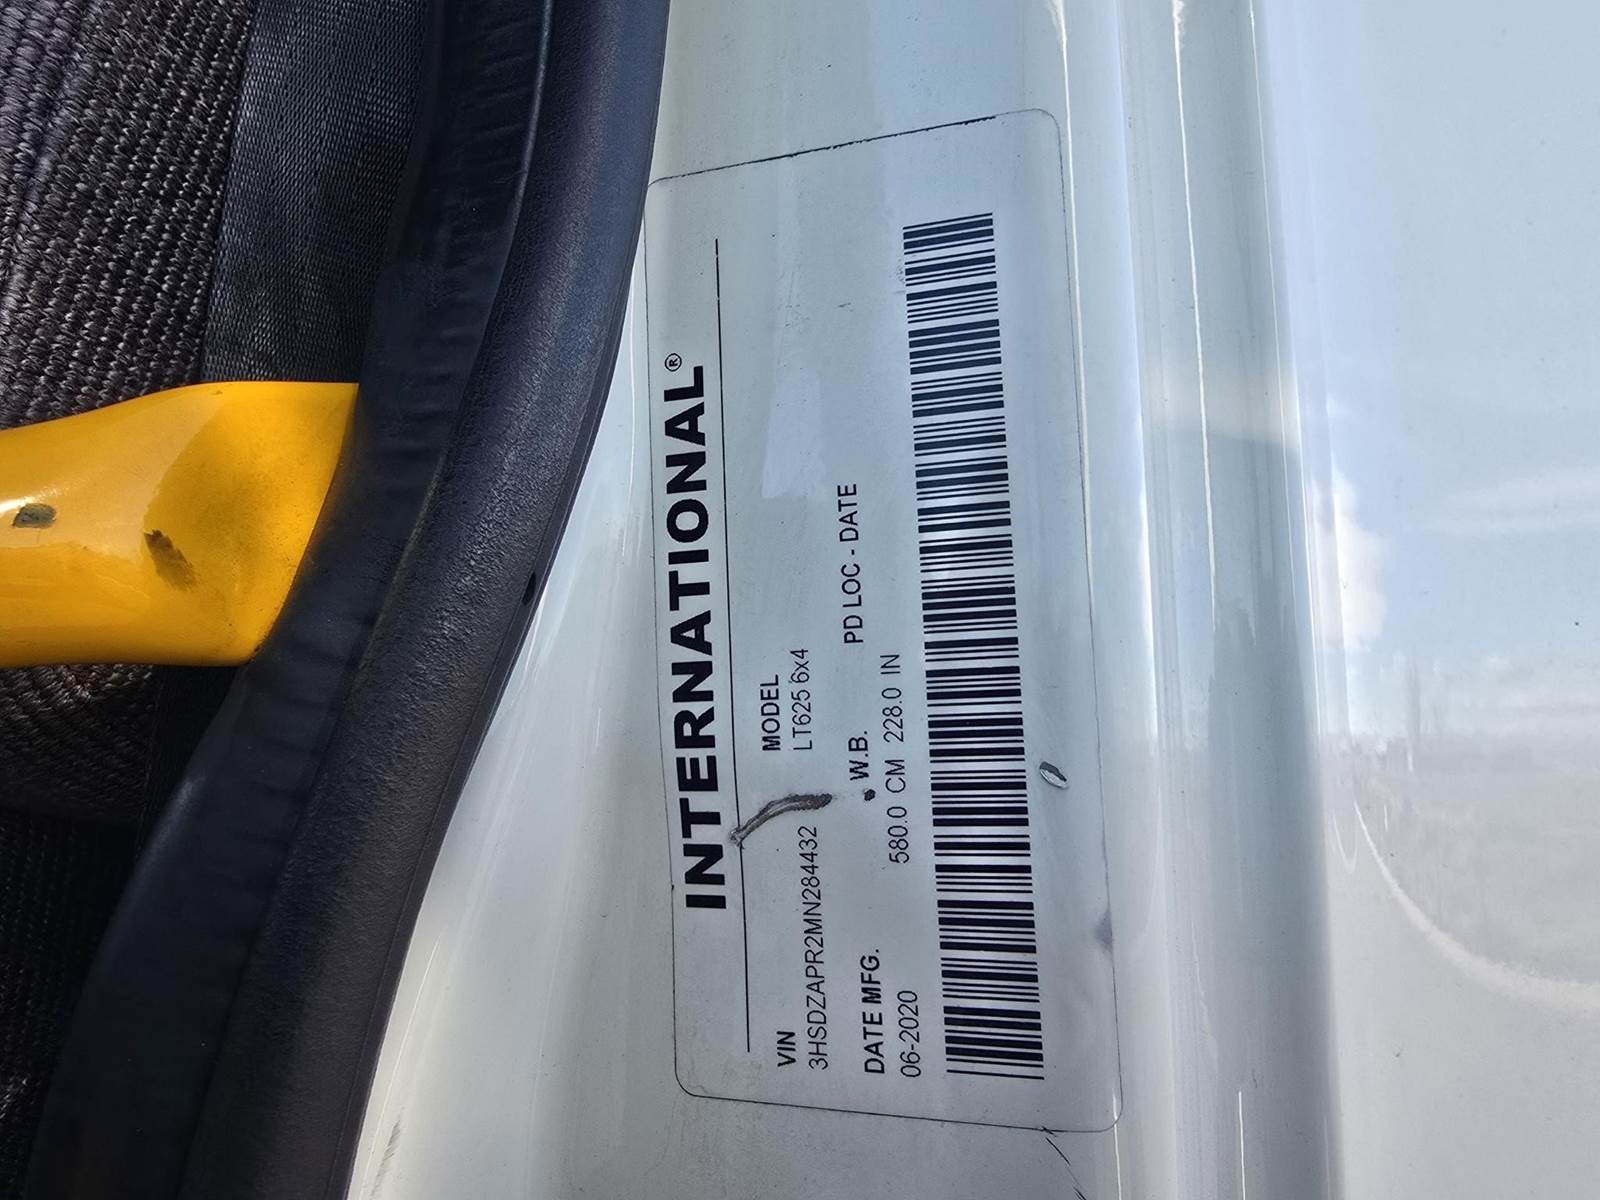 INTERNATIONAL®
VIN MODEL
3HSDZAPR2MN284432 LT625 6x4
DATE MFG. W.B. PD LOC - DATE
06-2020 580.0 CM 228.0 IN